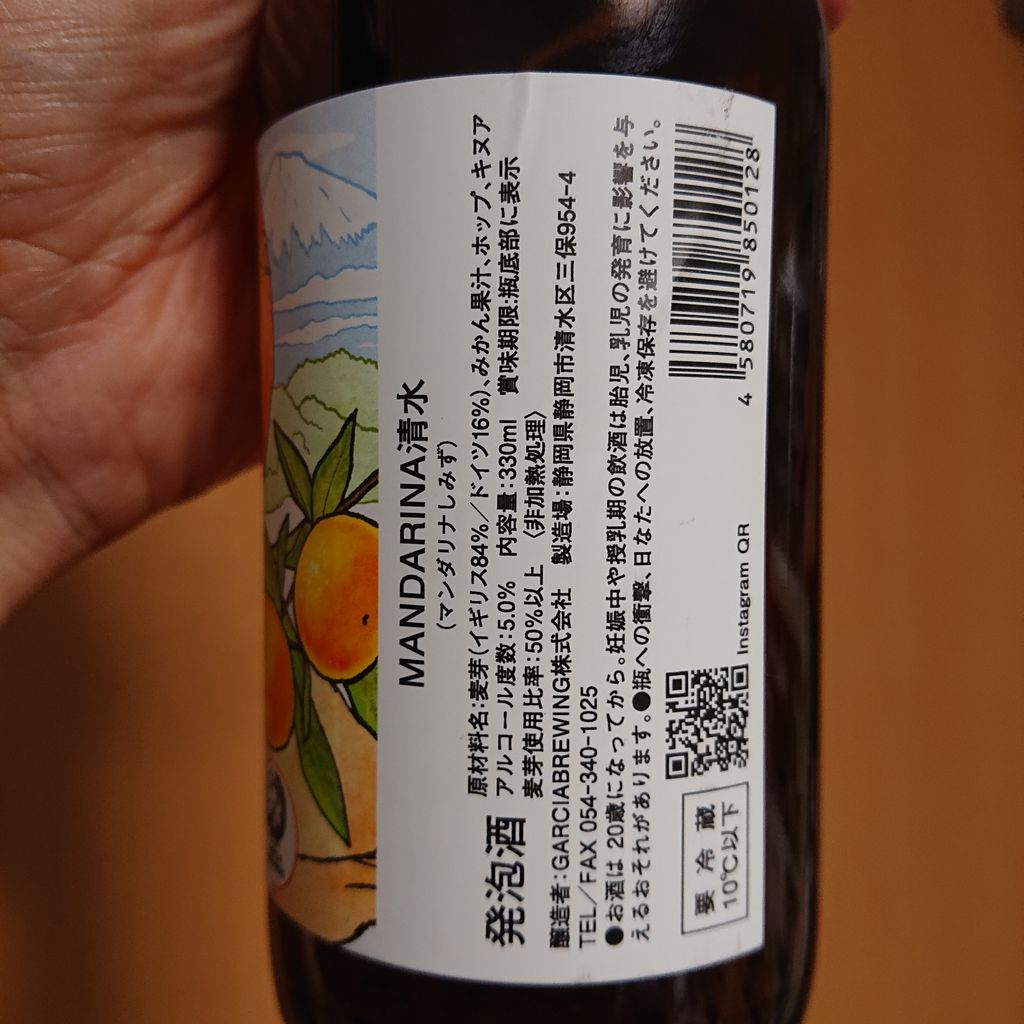 MANDARINA清水
(マンダリナしみず)
発泡酒
原材料名:麦芽(イギリス84%/ドイツ16%)、みかん果汁、ホップ、キヌア
アルコール度数:5.0% 内容量:330ml 賞味期限:瓶底部に表示
麦芽使用比率:50%以上 〈非加熱処理〉
醸造者:GARCIABREWING株式会社 製造場:静岡県静岡市清水区三保954-4
TEL/FAX 054-340-1025
●お酒は 20歳になってから。妊娠中や授乳期の飲酒は胎児、乳児の発育に影響を与
えるおそれがあります。●瓶への衝撃、日なたへの放置、冷凍保存を避けてください。
要冷蔵
10℃以下
Instagram QR
4 580719 850128